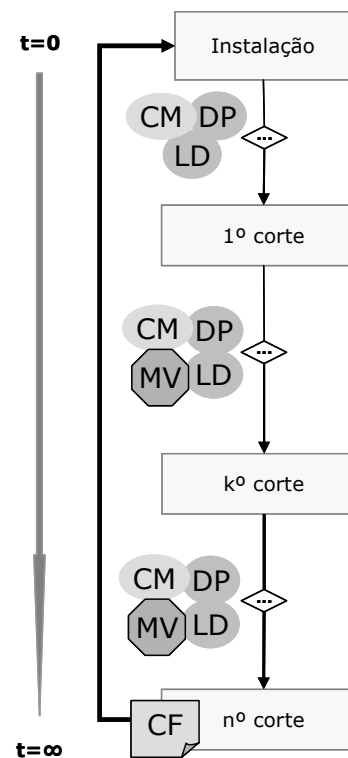 t=0
Instalação
CM DP
LD
...
1º corte
CM DP
MV LD
...
kº corte
CM DP
MV LD
...
CF
nº corte
t=∞